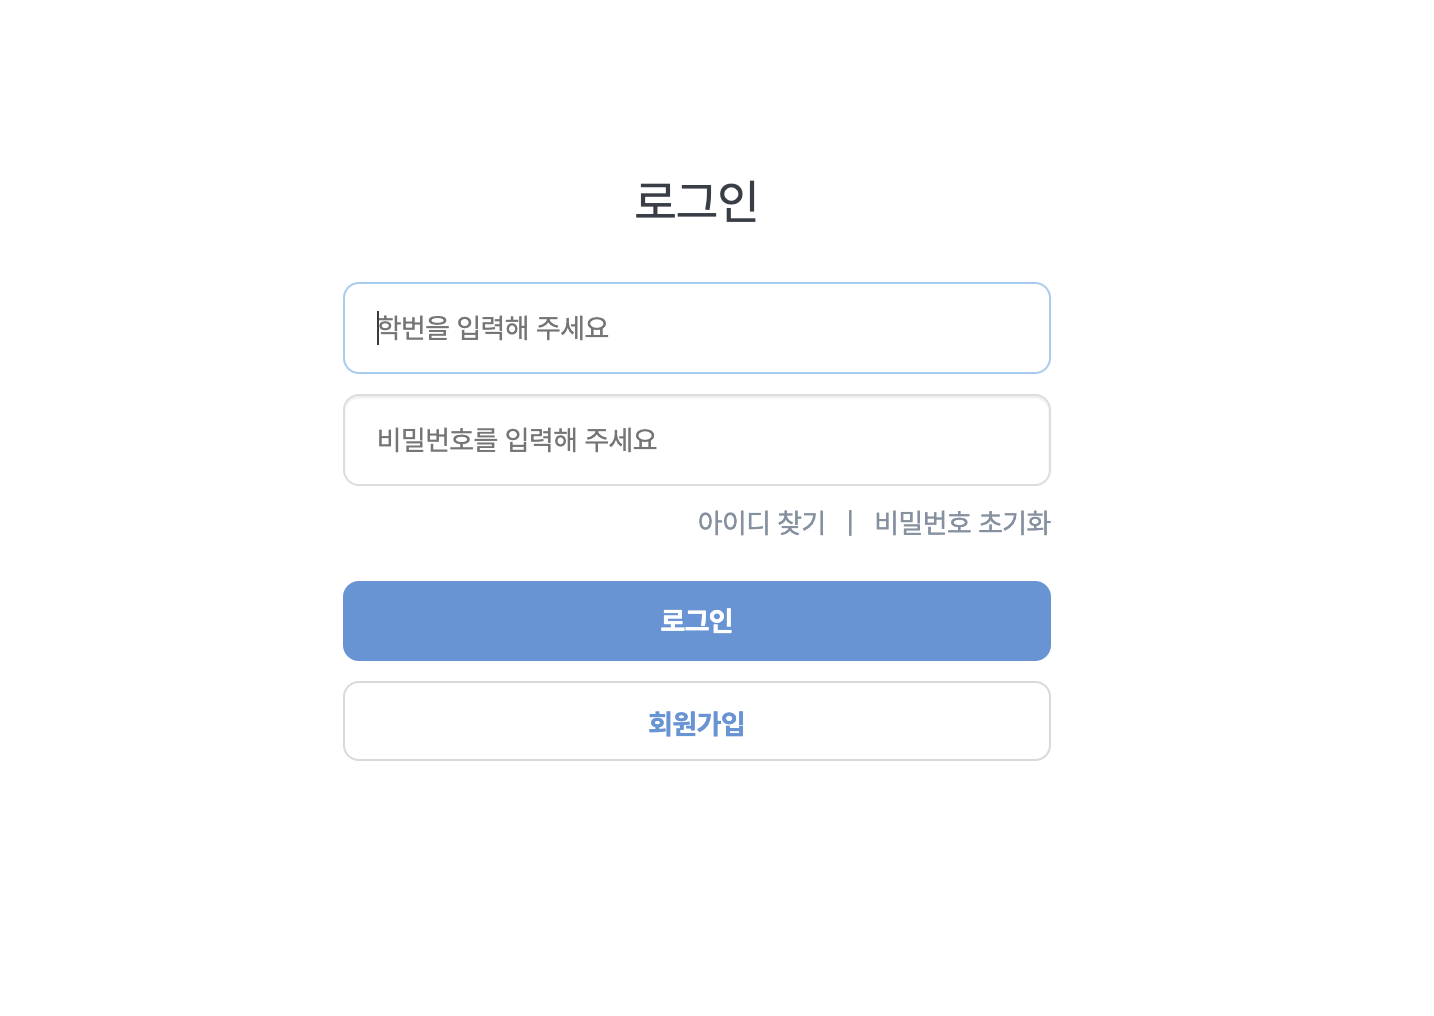 로그인
학번을 입력해 주세요
비밀번호를 입력해 주세요
아이디 찾기 | 비밀번호 초기화
로그인
회원가입